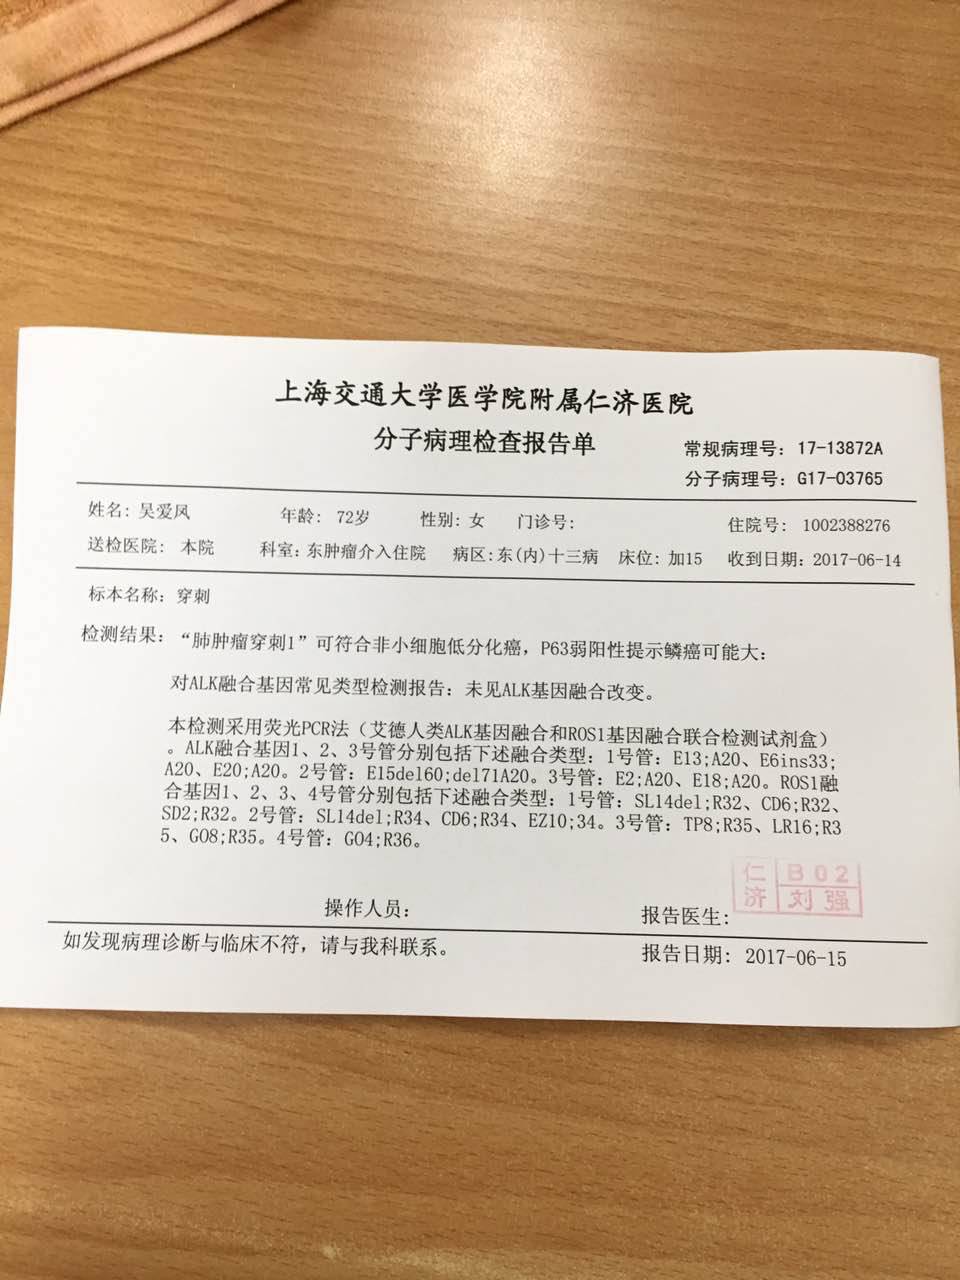 上海交通大学医学院附属仁济医院
分子病理检查报告单
常规病理号: 17-13872A
分子病理号: G17-03765
姓名: 吴爱凤 年龄: 72岁 性别: 女 门诊号: 住院号: 1002388276
送检医院: 本院 科室: 东肿瘤介入住院 病区: 东(内)十三病 床位: 加15 收到日期: 2017-06-14
标本名称: 穿刺
检测结果: “肺肿瘤穿刺1”可符合非小细胞低分化癌，P63弱阳性提示鳞癌可能大:
对ALK融合基因常见类型检测报告: 未见ALK基因融合改变。
本检测采用荧光PCR法（艾德人类ALK基因融合和ROS1基因融合联合检测试剂盒）
。ALK融合基因1、2、3号管分别包括下述融合类型: 1号管: E13;A20、E6ins33;
A20、E20;A20。2号管: E15del60;del71A20。3号管: E2;A20、E18;A20。ROS1融
合基因1、2、3、4号管分别包括下述融合类型: 1号管: SL14del;R32、CD6;R32、
SD2;R32。2号管: SL14del;R34、CD6;R34、EZ10;34。3号管: TP8;R35、LR16;R3
5、GO8;R35。4号管: GO4;R36。
仁济 B02 刘强
操作人员: 报告医生:
如发现病理诊断与临床不符，请与我科联系。 报告日期: 2017-06-15